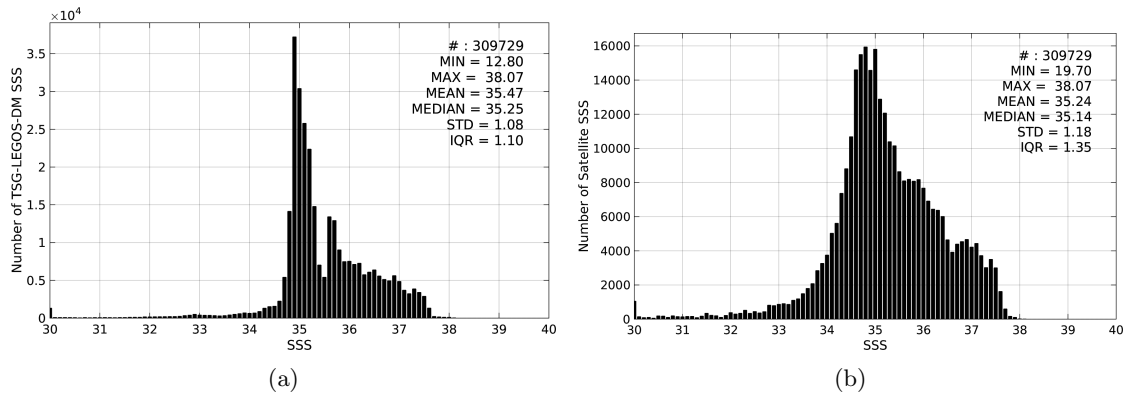 ×10⁴
3.5
3
2.5
2
1.5
1
0.5
0
Number of TSG-LEGOS-DM SSS
# : 309729
MIN = 12.80
MAX = 38.07
MEAN = 35.47
MEDIAN = 35.25
STD = 1.08
IQR = 1.10
30 31 32 33 34 35 36 37 38 39 40
SSS
(a)
16000
14000
12000
10000
8000
6000
4000
2000
0
Number of Satellite SSS
# : 309729
MIN = 19.70
MAX = 38.07
MEAN = 35.24
MEDIAN = 35.14
STD = 1.18
IQR = 1.35
30 31 32 33 34 35 36 37 38 39 40
SSS
(b)